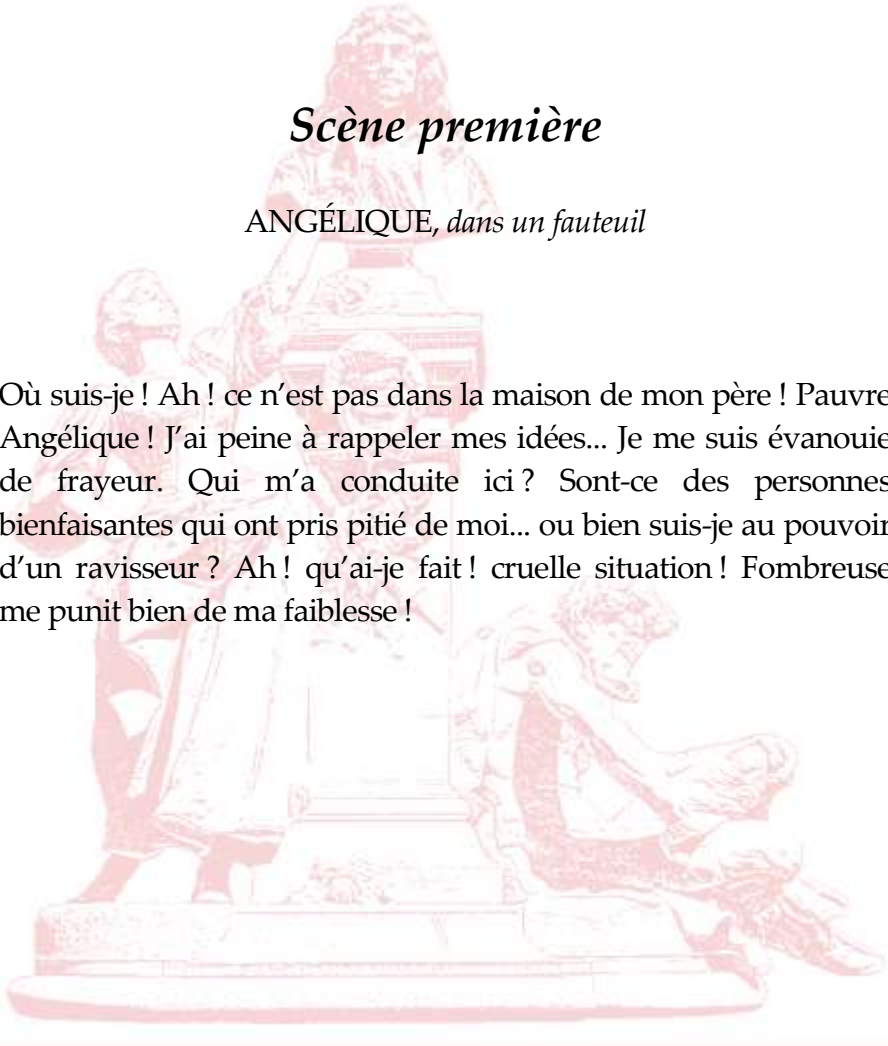 Scène première
ANGÉLIQUE, dans un fauteuil
Où suis-je ! Ah ! ce n’est pas dans la maison de mon père ! Pauvre
Angélique ! J’ai peine à rappeler mes idées... Je me suis évanouie
de frayeur. Qui m’a conduite ici ? Sont-ce des personnes
bienfaisantes qui ont pris pitié de moi... ou bien suis-je au pouvoir
d’un ravisseur ? Ah ! qu’ai-je fait ! cruelle situation ! Fombreuse
me punit bien de ma faiblesse !